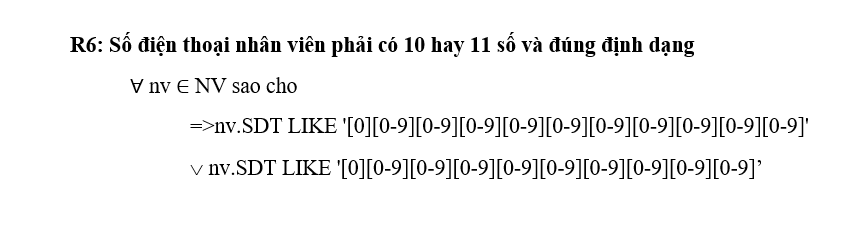 R6: Số điện thoại nhân viên phải có 10 hay 11 số và đúng định dạng
∀ nv ∈ NV sao cho
=>nv.SDT LIKE '[0][0-9][0-9][0-9][0-9][0-9][0-9][0-9][0-9][0-9][0-9]'
∨ nv.SDT LIKE '[0][0-9][0-9][0-9][0-9][0-9][0-9][0-9][0-9][0-9]’